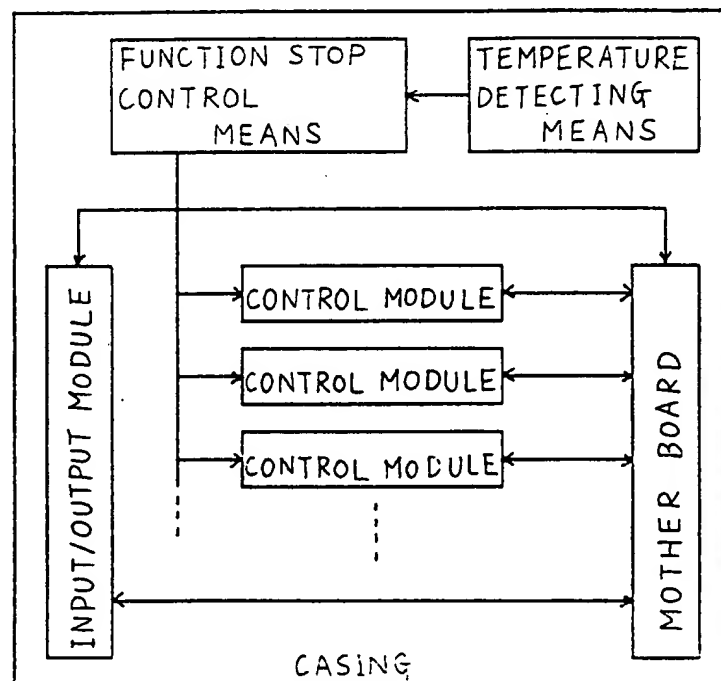 FUNCTION STOP
CONTROL
MEANS
TEMPERATURE
DETECTING
MEANS
INPUT/OUTPUT MODULE
CONTROL MODULE
CONTROL MODULE
CONTROL MODULE
MOTHER BOARD
CASING